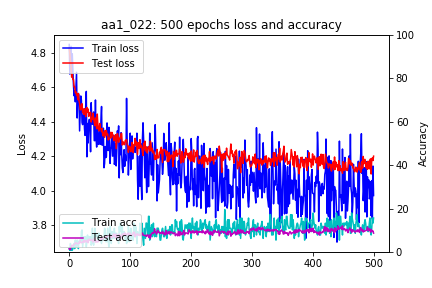 aa1_022: 500 epochs loss and accuracy
Train loss
Test loss
Train acc
Test acc
Loss
4.8
4.6
4.4
4.2
4.0
3.8
Accuracy
100
80
60
40
20
0
0 100 200 300 400 500